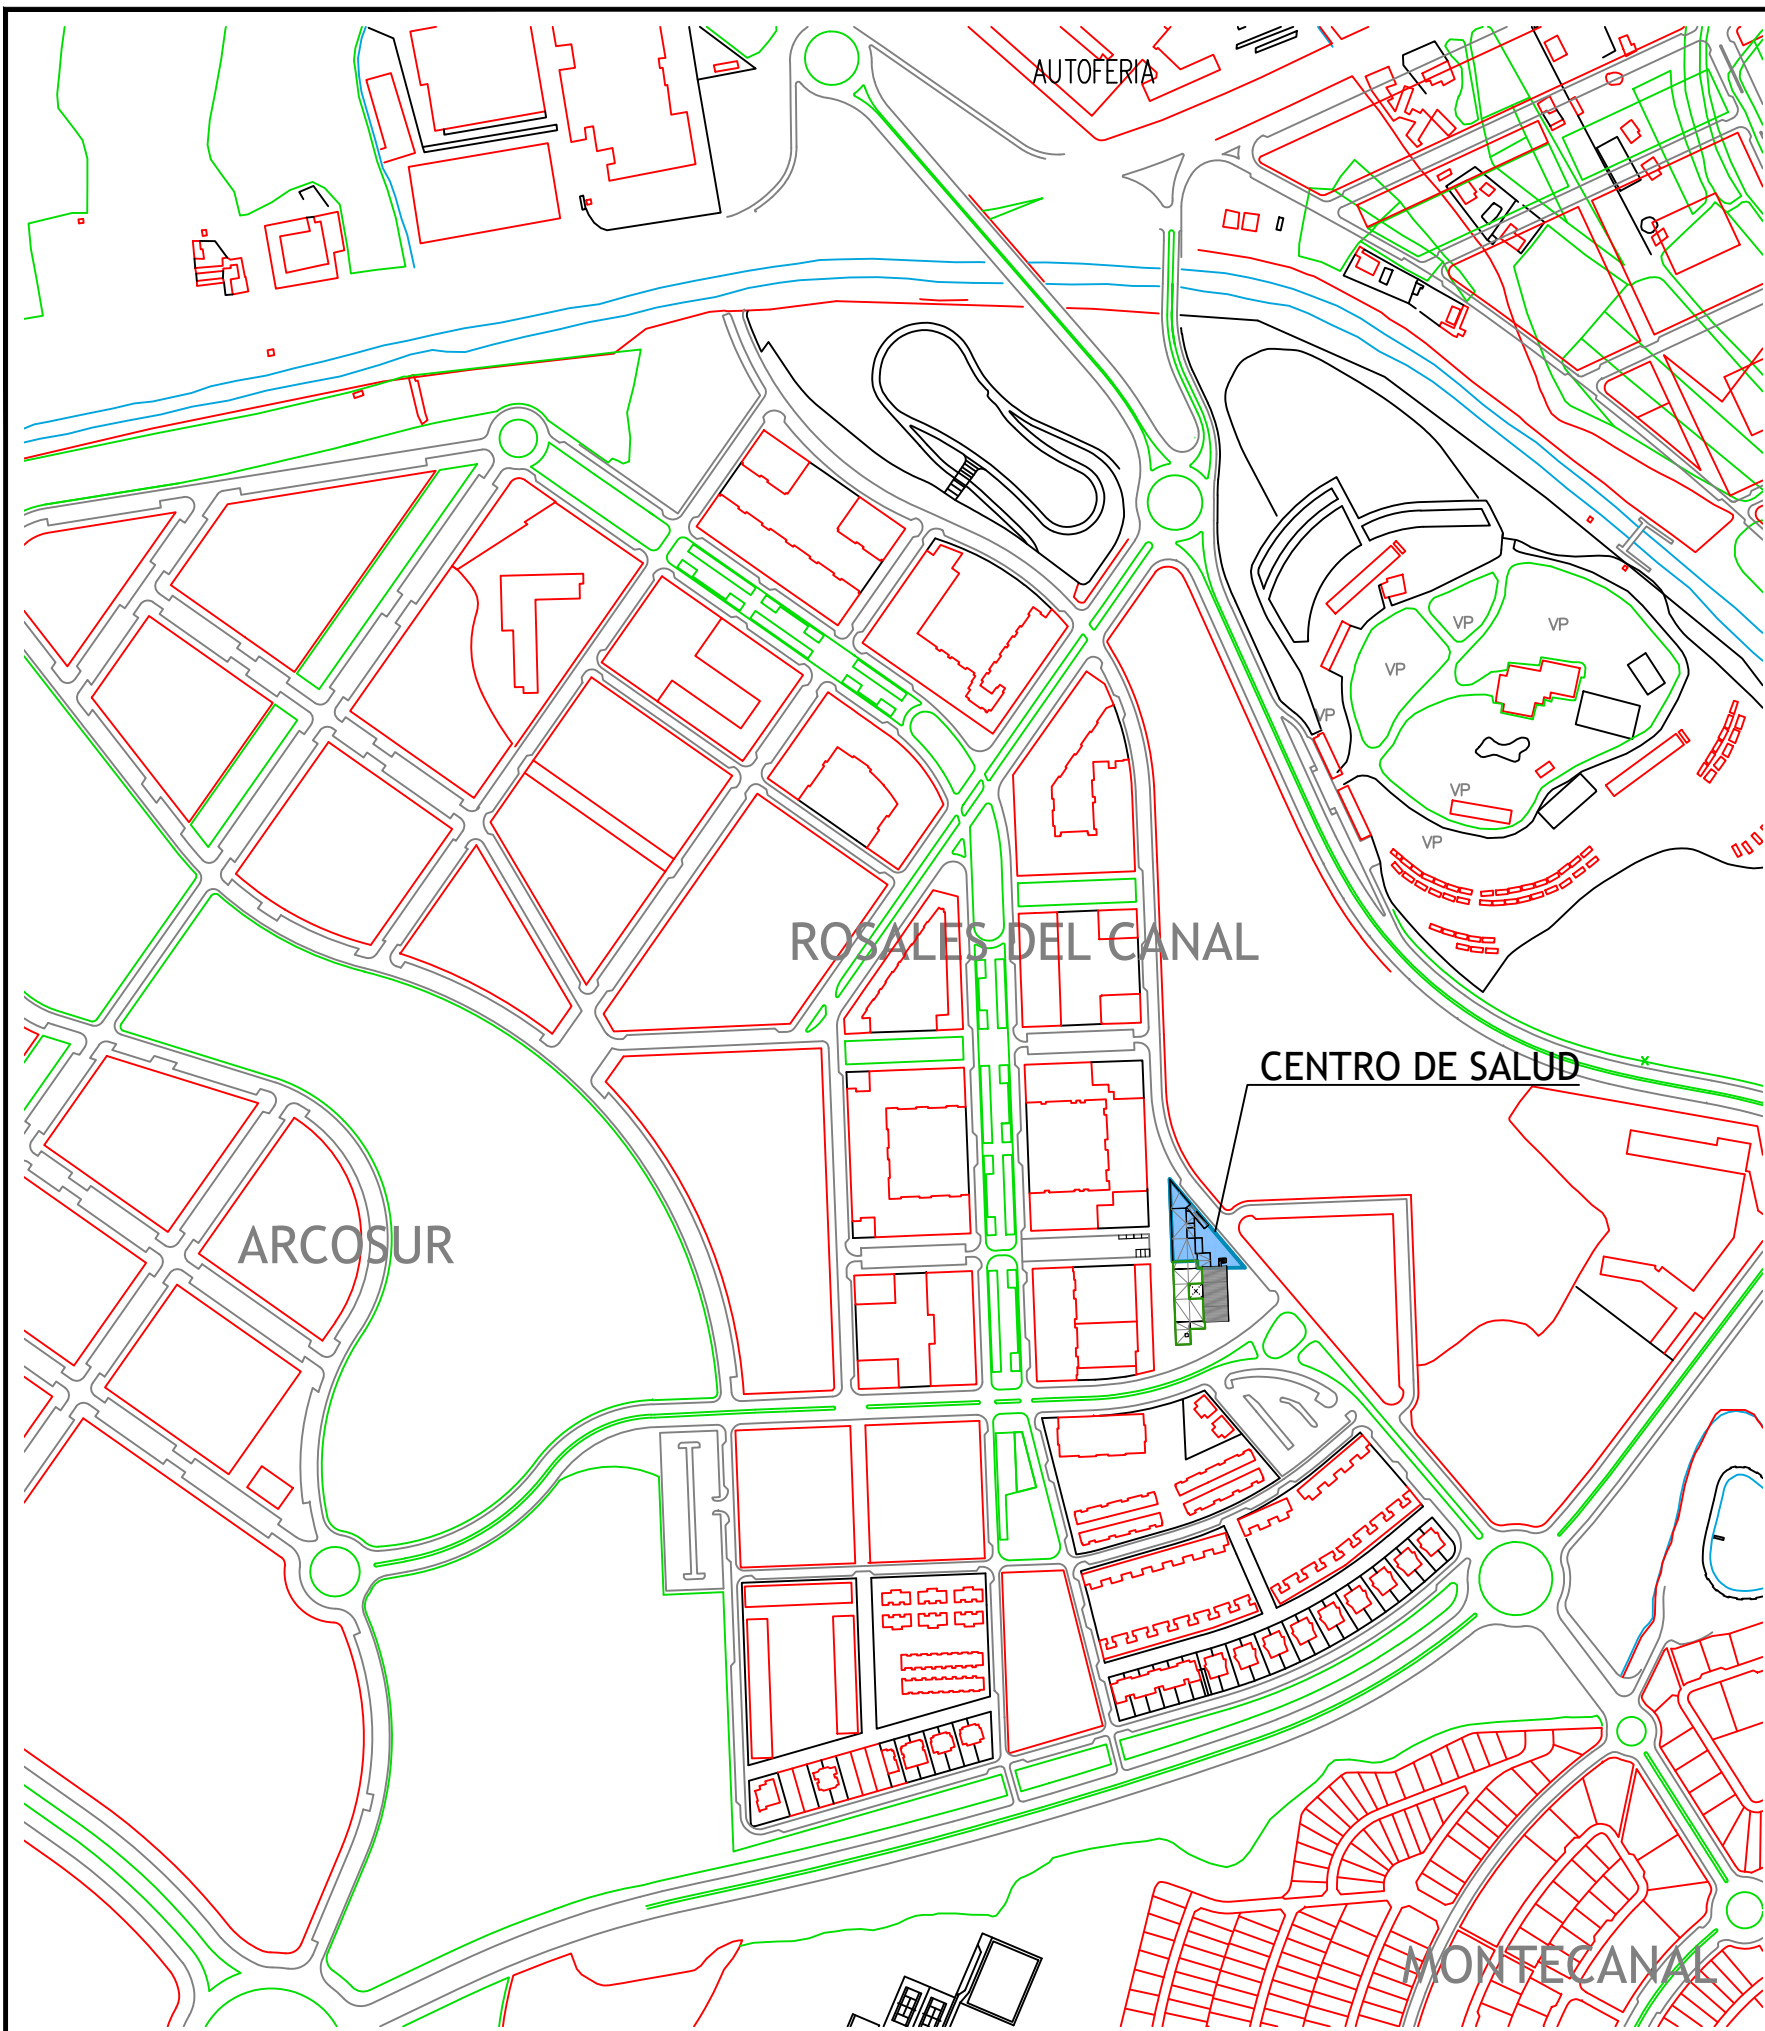 AUTOFERIA
VP
VP
VP
VP
VP
VP
ROSALES DEL CANAL
CENTRO DE SALUD
ARCOSUR
MONTECANAL